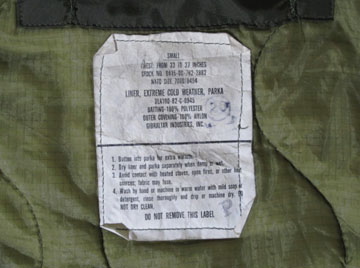 SMALL
CHEST: FROM 33 TO 37 INCHES
STOCK NO. 8415-00-782-2887
NATO SIZE
LINER, EXTREME COLD WEATHER, PARKA
BATTING-100% POLYESTER
OUTER COVERING-100% NYLON
GIBRALTAR INDUSTRIES, INC.
1. Button into parka for extra warmth.
2. Dry liner and parka separately when damp or wet.
3. Avoid contact with heated stoves, open fires, or other heat
sources; fabric may fuse.
4. Wash by hand or machine in warm water with mild soap or
detergent, rinse thoroughly and drip or machine dry. DO
NOT DRY CLEAN.
DO NOT REMOVE THIS LABEL